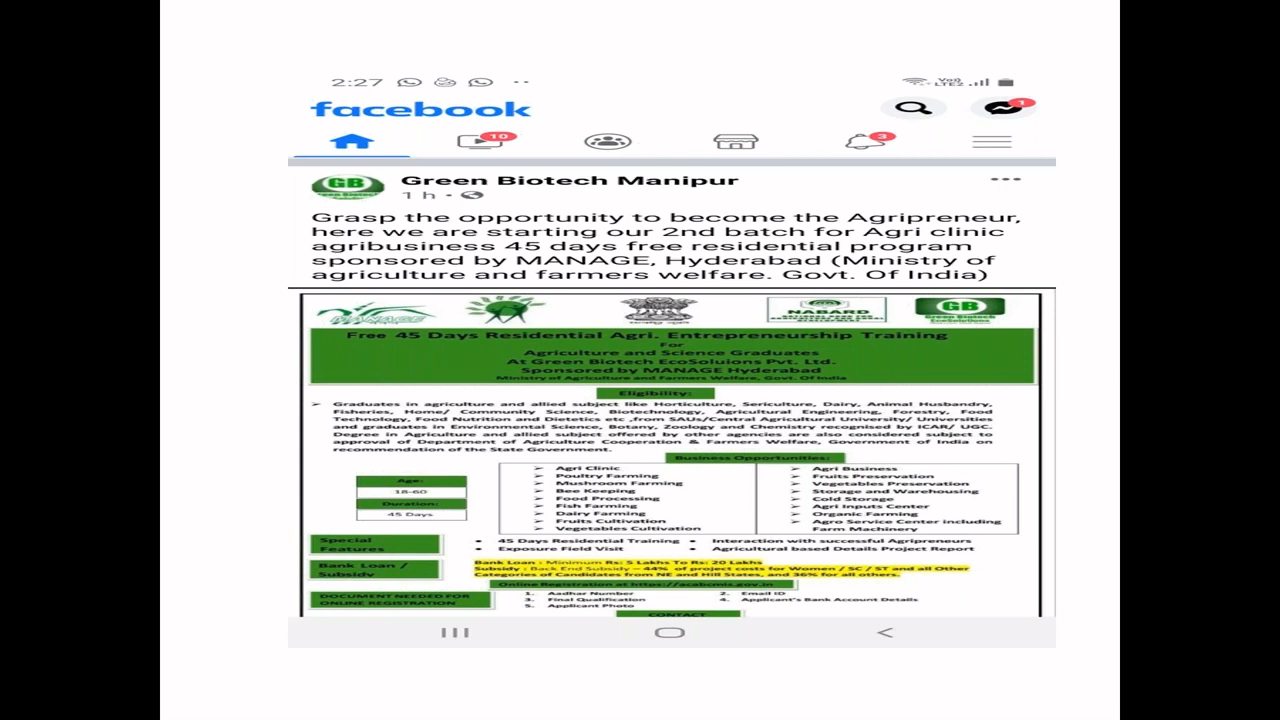 2:27
Vo)
LTE2
facebook
1
10
3
GB
Green Biotech Manipur
1 h
Grasp the opportunity to become the Agripreneur,
here we are starting our 2nd batch for Agri clinic
agribusiness 45 days free residential program
sponsored by MANAGE, Hyderabad (Ministry of
agriculture and farmers welfare. Govt. Of India)
MANAGE
NABARD
GB
Green Biotech
EcoSolutions
Free 45 Days Residential Agri. Entrepreneurship Training
For
Agriculture and Science Graduates
At Green Biotech EcoSoluions Pvt. Ltd.
Sponsored by MANAGE Hyderabad
Ministry of Agriculture and Farmers Welfare, Govt. Of India
Eligibility:
Graduates in agriculture and allied subject like Horticulture, Sericulture, Dairy, Animal Husbandry,
Fisheries, Home/ Community Science, Biotechnology, Agricultural Engineering, Forestry, Food
Technology, Food Nutrition and Dietetics etc ,from SAUs/Central Agricultural University/ Universities
and graduates in Environmental Science, Botany, Zoology and Chemistry recognised by ICAR/ UGC.
Degree in Agriculture and allied subject offered by other agencies are also considered subject to
approval of Department of Agriculture Cooperation & Farmers Welfare, Government of India on
recommendation of the State Government.
Business Opportunities:
Age:
18-60
Duration:
45 Days
Agri Clinic
Poultry Farming
Mushroom Farming
Bee Keeping
Food Processing
Fish Farming
Dairy Farming
Fruits Cultivation
Vegetables Cultivation
Agri Business
Fruits Preservation
Vegetables Preservation
Storage and Warehousing
Cold Storage
Agri Inputs Center
Organic Farming
Agro Service Center including
Farm Machinery
Special
Features
• 45 Days Residential Training • Interaction with successful Agripreneurs
• Exposure Field Visit • Agricultural based Details Project Report
Bank Loan /
Subsidy
Bank Loan : Minimum Rs: 5 Lakhs To Rs: 20 Lakhs
Subsidy : Back End Subsidy – 44% of project costs for Women / SC / ST and all Other
Categories of Candidates from NE and Hill States, and 36% for all others.
Online Registration at https://acabcmis.gov.in
DOCUMENT NEEDED FOR
ONLINE REGISTRATION
1. Aadhar Number 2. Email ID
3. Final Qualification 4. Applicant's Bank Account Details
5. Applicant Photo
CONTACT